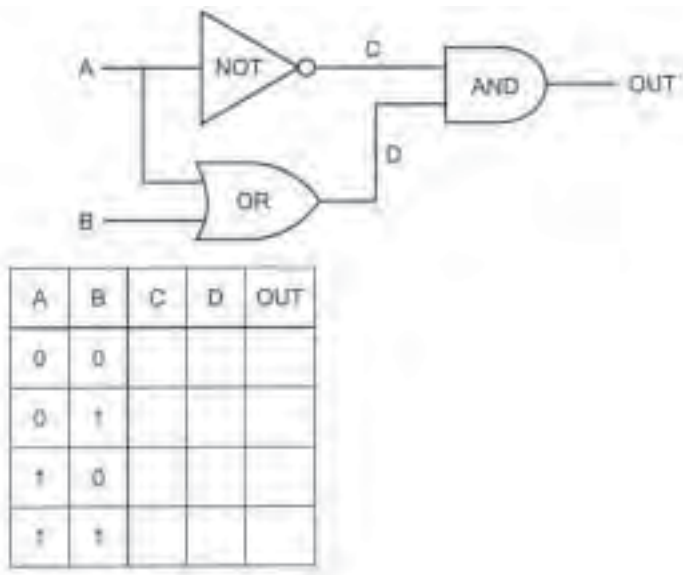 A NOT C AND OUT
D
B OR
A B C D OUT
0 0
0 1
1 0
1 1